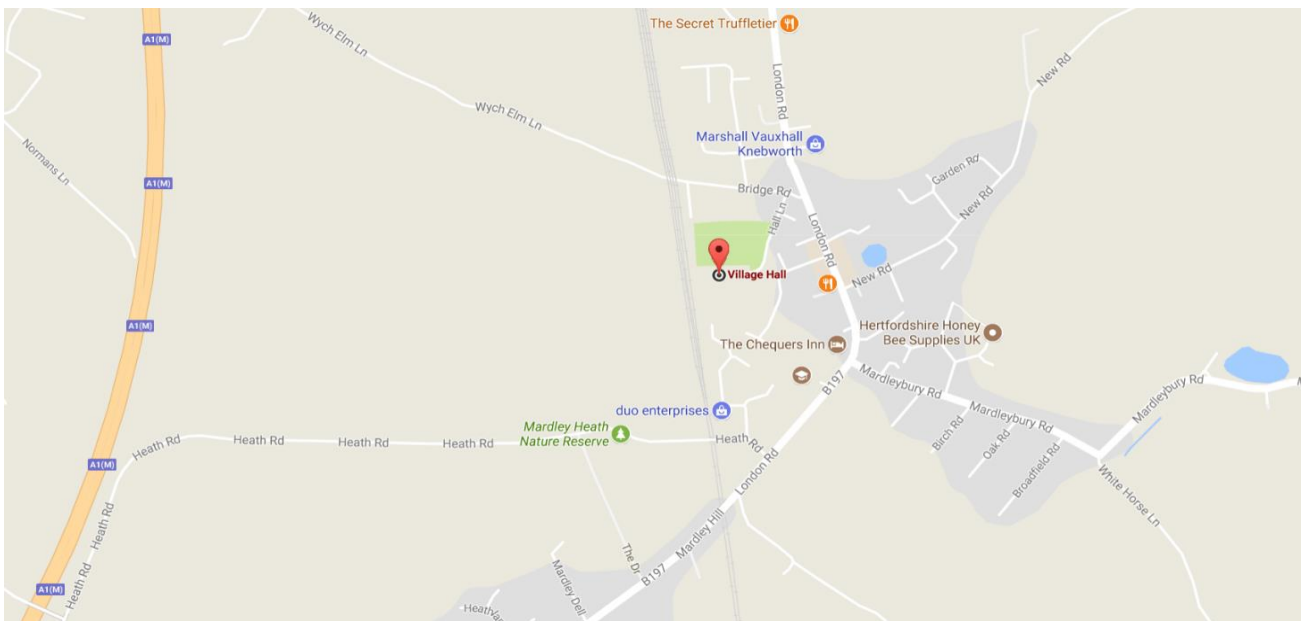 The Secret Truffletier
A1(M)
Wych Elm Ln
London Rd
New Rd
Wych Elm Ln
Marshall Vauxhall
Knebworth
Normans Ln
A1(M)
Garden Rd
Bridge Rd
New Rd
Hall Ln
London Rd
Village Hall
New Rd
A1(M)
Hertfordshire Honey
Bee Supplies UK
The Chequers Inn
Mardleybury Rd
B197
Mardleybury Rd
duo enterprises
Mardleybury Rd
Mardley Heath
Nature Reserve
Heath Rd
Heath Rd
Heath Rd
Heath Rd
Heath Rd
Birch Rd
Oak Rd
A1(M)
London Rd
Broadfield Rd
White Horse Ln
Heath Rd
Mardley Hill
The Dr
B197
A1(M)
Heath Rd
Mardley Dell